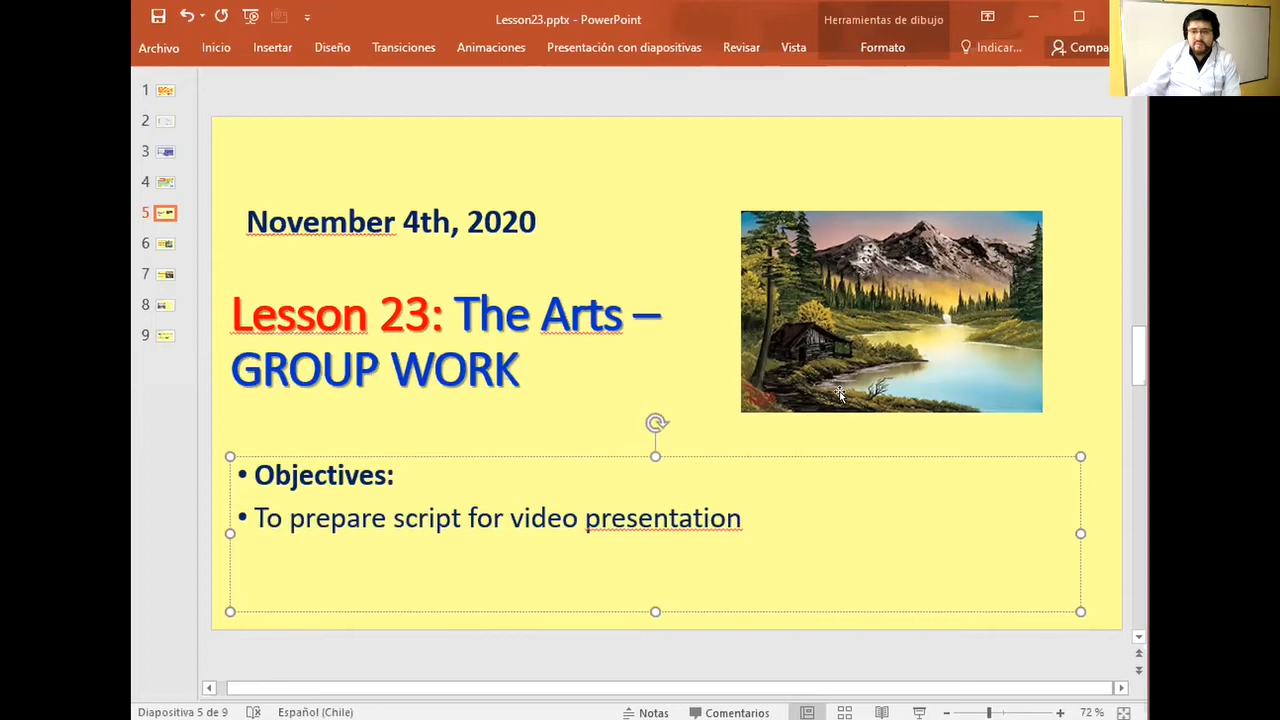 Lesson23.pptx - PowerPoint
Herramientas de dibujo
Archivo Inicio Insertar Diseño Transiciones Animaciones Presentación con diapositivas Revisar Vista Formato Indicar... Compa
1
2
3
4
5
6
7
8
9
November 4th, 2020
Lesson 23: The Arts –
GROUP WORK
• Objectives:
• To prepare script for video presentation
Diapositiva 5 de 9 Español (Chile) Notas Comentarios 72 %